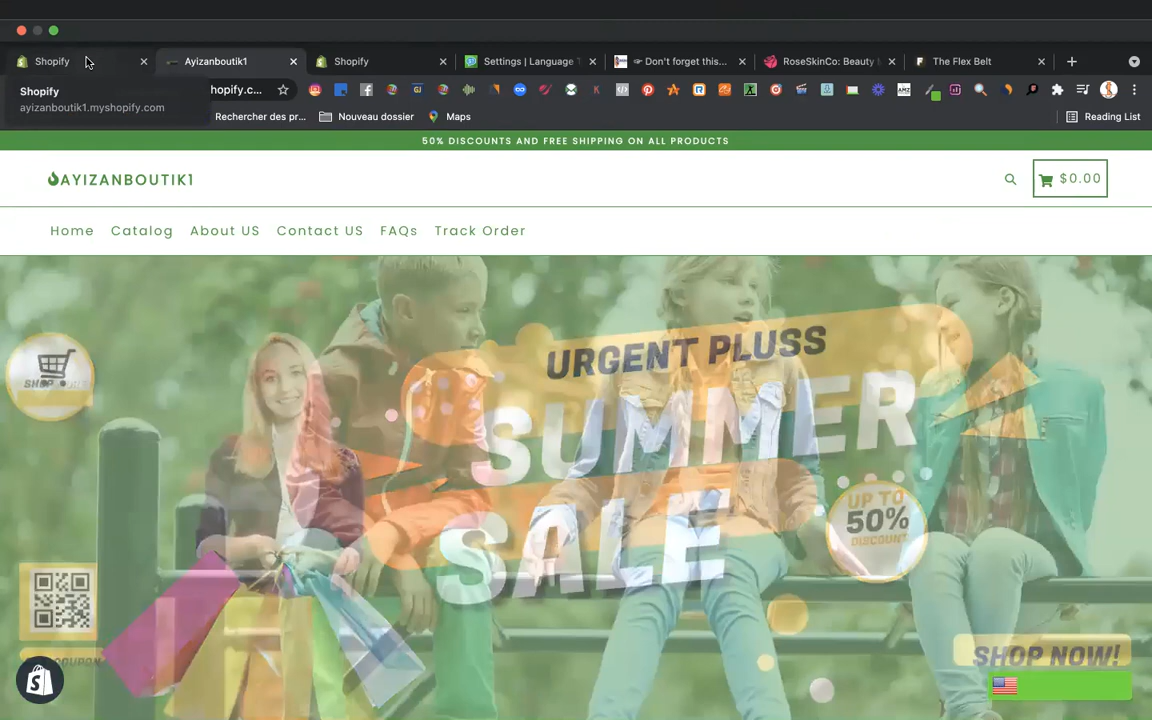 Shopify
Ayizanboutik1
Shopify
Settings | Language T
Don't forget this...
RoseSkinCo: Beauty
The Flex Belt
Shopify
ayizanboutik1.myshopify.com
hopify.c...
Rechercher des pr...
Nouveau dossier
Maps
Reading List
50% DISCOUNTS AND FREE SHIPPING ON ALL PRODUCTS
AYIZANBOUTIK1
$0.00
Home
Catalog
About US
Contact US
FAQs
Track Order
URGENT PLUSS
SUMMER
SALE
UP TO
50%
DISCOUNT
SHOP NOW!